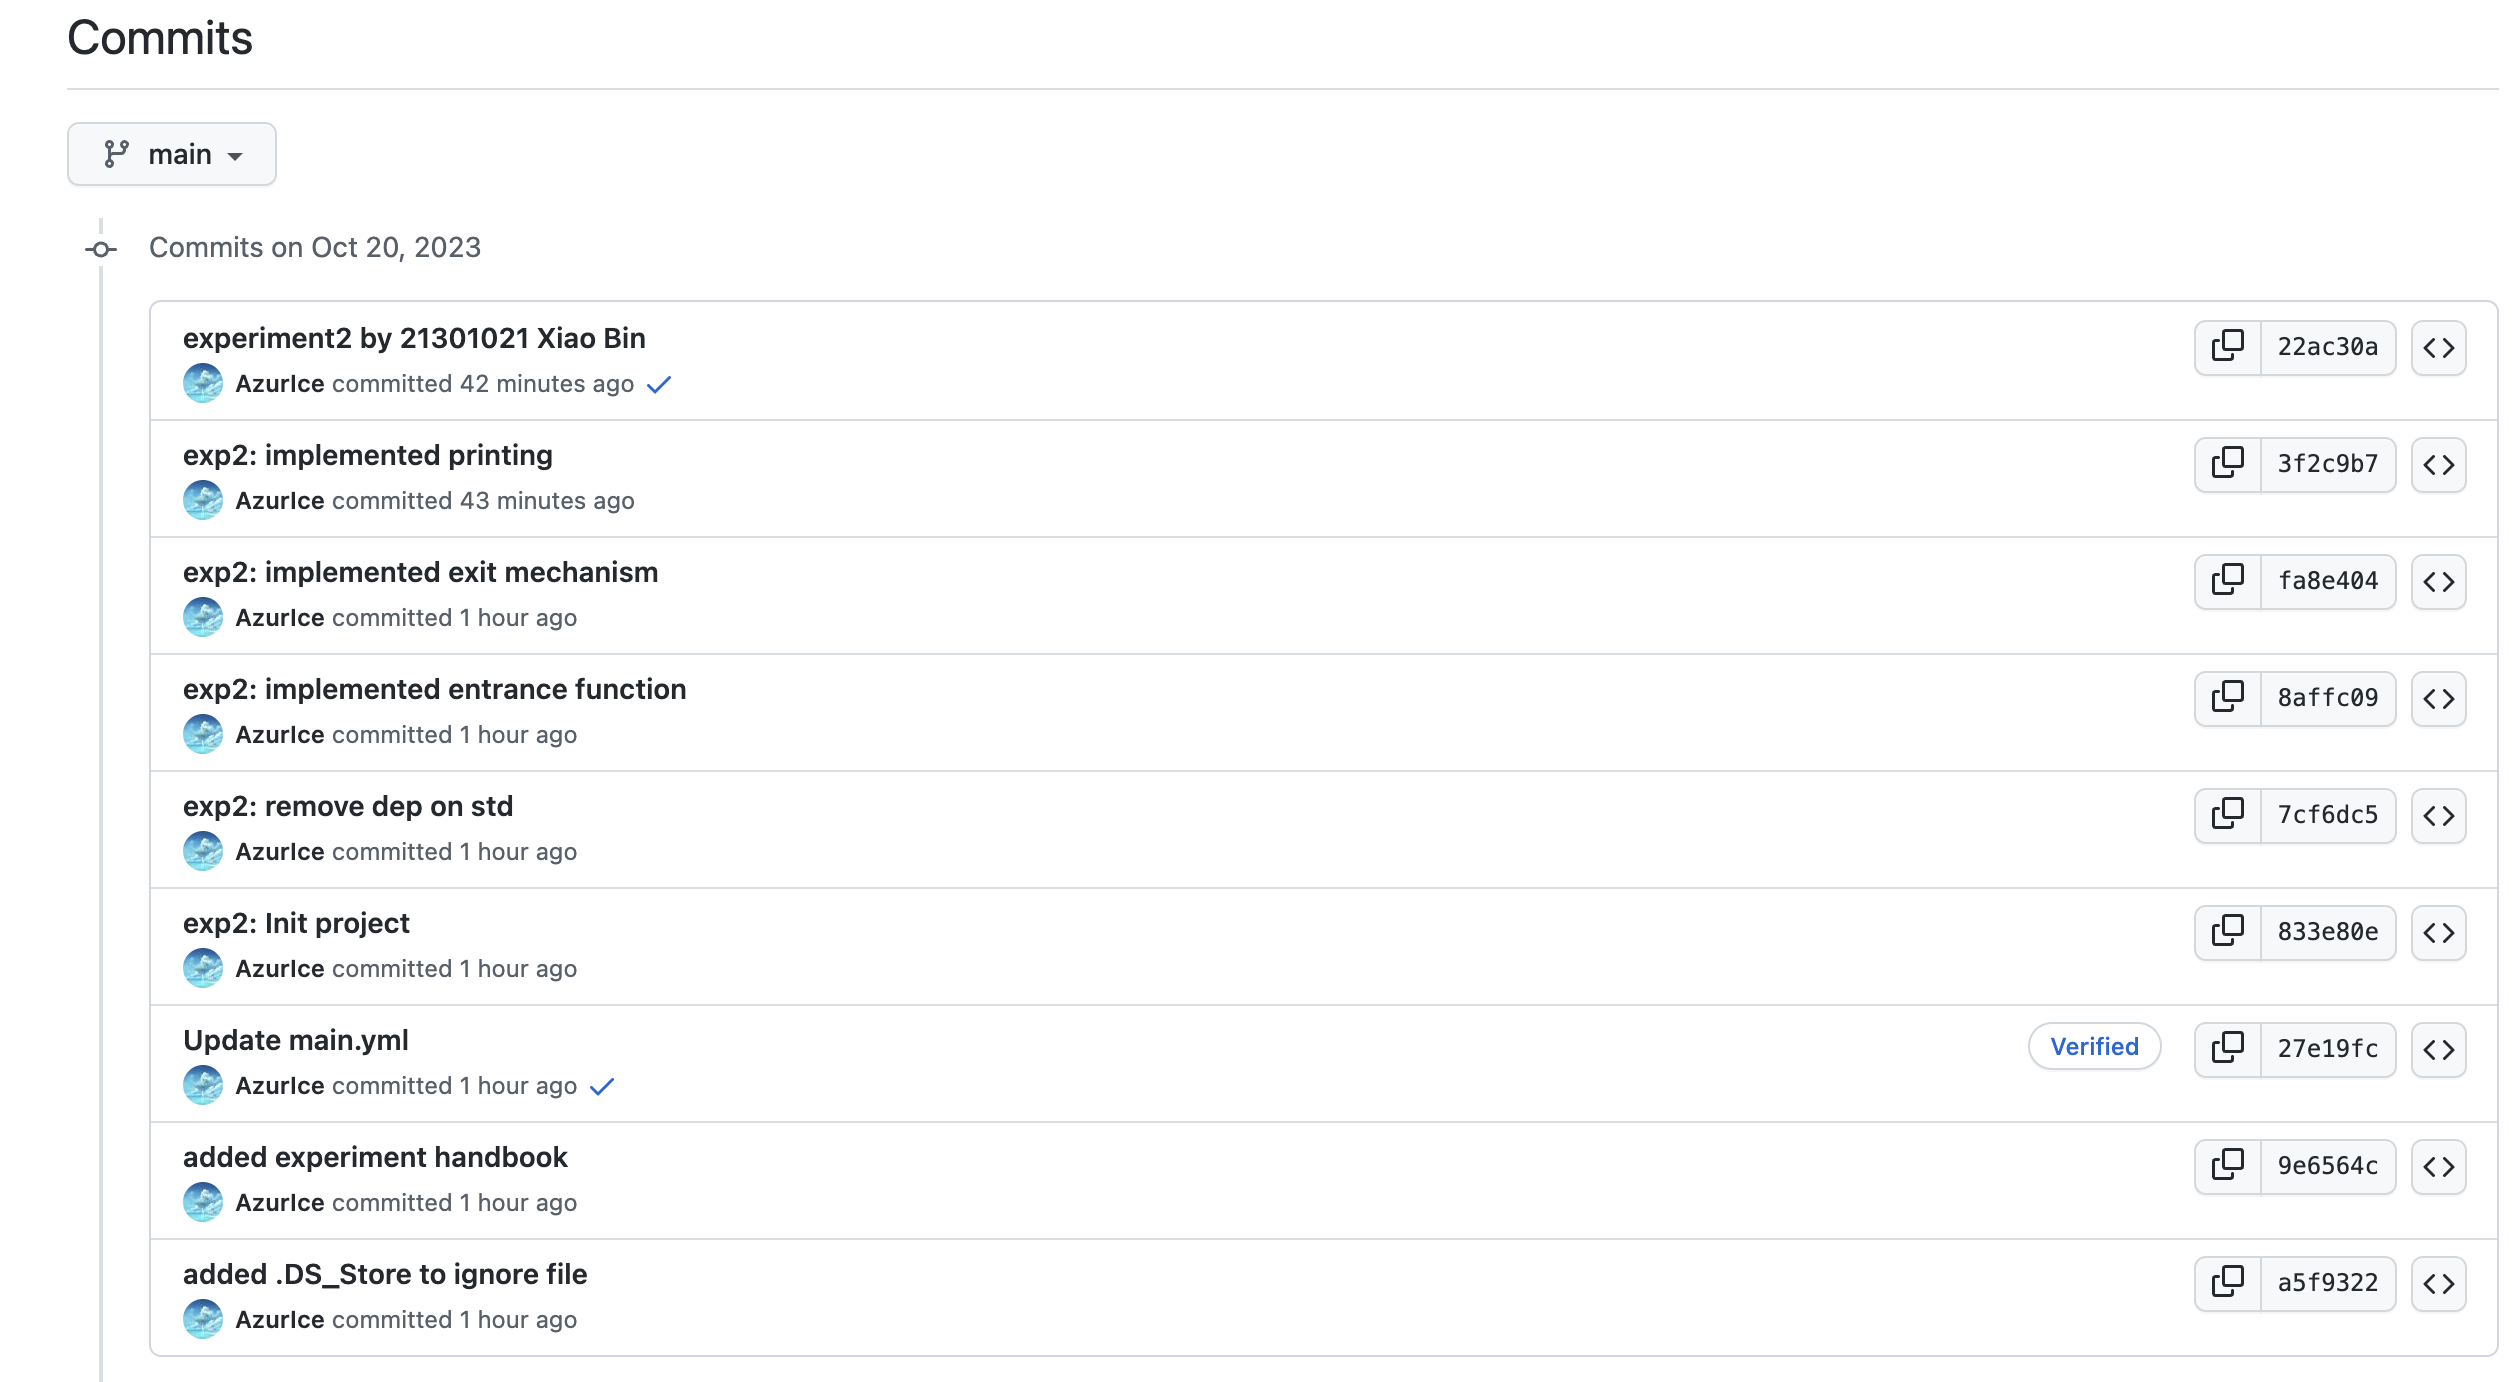 Commits
main
Commits on Oct 20, 2023
experiment2 by 21301021 Xiao Bin
22ac30a
AzurIce committed 42 minutes ago
exp2: implemented printing
3f2c9b7
AzurIce committed 43 minutes ago
exp2: implemented exit mechanism
fa8e404
AzurIce committed 1 hour ago
exp2: implemented entrance function
8affc09
AzurIce committed 1 hour ago
exp2: remove dep on std
7cf6dc5
AzurIce committed 1 hour ago
exp2: Init project
833e80e
AzurIce committed 1 hour ago
Update main.yml
Verified
27e19fc
AzurIce committed 1 hour ago
added experiment handbook
9e6564c
AzurIce committed 1 hour ago
added .DS_Store to ignore file
a5f9322
AzurIce committed 1 hour ago